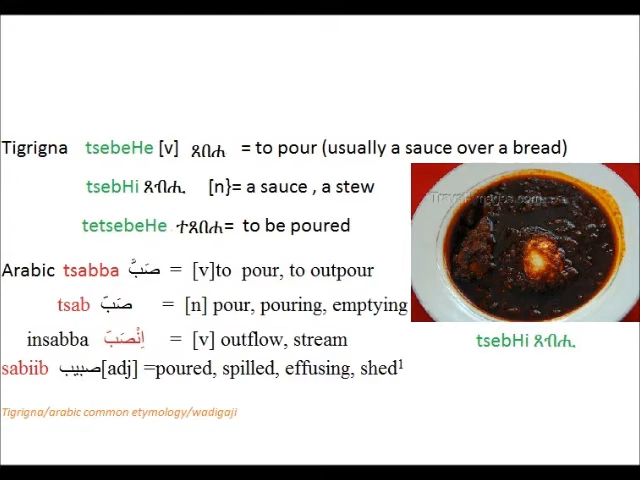 Tigrigna tsebeHe [v] ጸበሐ = to pour (usually a sauce over a bread)
tsebHi ጸብሒ [n}= a sauce , a stew
tetsebeHe ተጸበሐ= to be poured
Arabic tsabba صَبَّ = [v]to pour, to outpour
tsab صَبّ = [n] pour, pouring, emptying
insabba اِنْصَبّ = [v] outflow, stream
sabiib صبيب[adj] =poured, spilled, effusing, shed¹
tsebHi ጸብሒ
Tigrigna/arabic common etymology/wadigaji